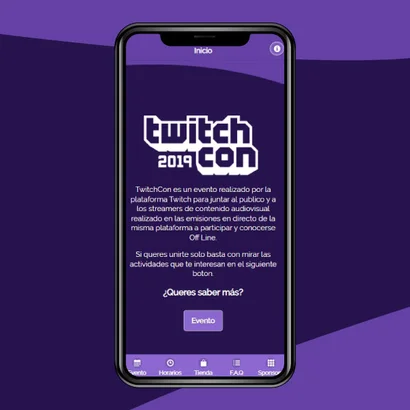 Inicio
twitch
2019 con
TwitchCon es un evento realizado por la
plataforma Twitch para juntar al publico y a
los streamers de contenido audiovisual
realizado en las emisiones en directo de la
misma plataforma a participar y conocerse
Off Line.
Si queres unirte solo basta con mirar las
actividades que te interesan en el siguiente
boton.
¿Queres saber más?
Evento
Evento Horarios Tienda F.A.Q Sponsor